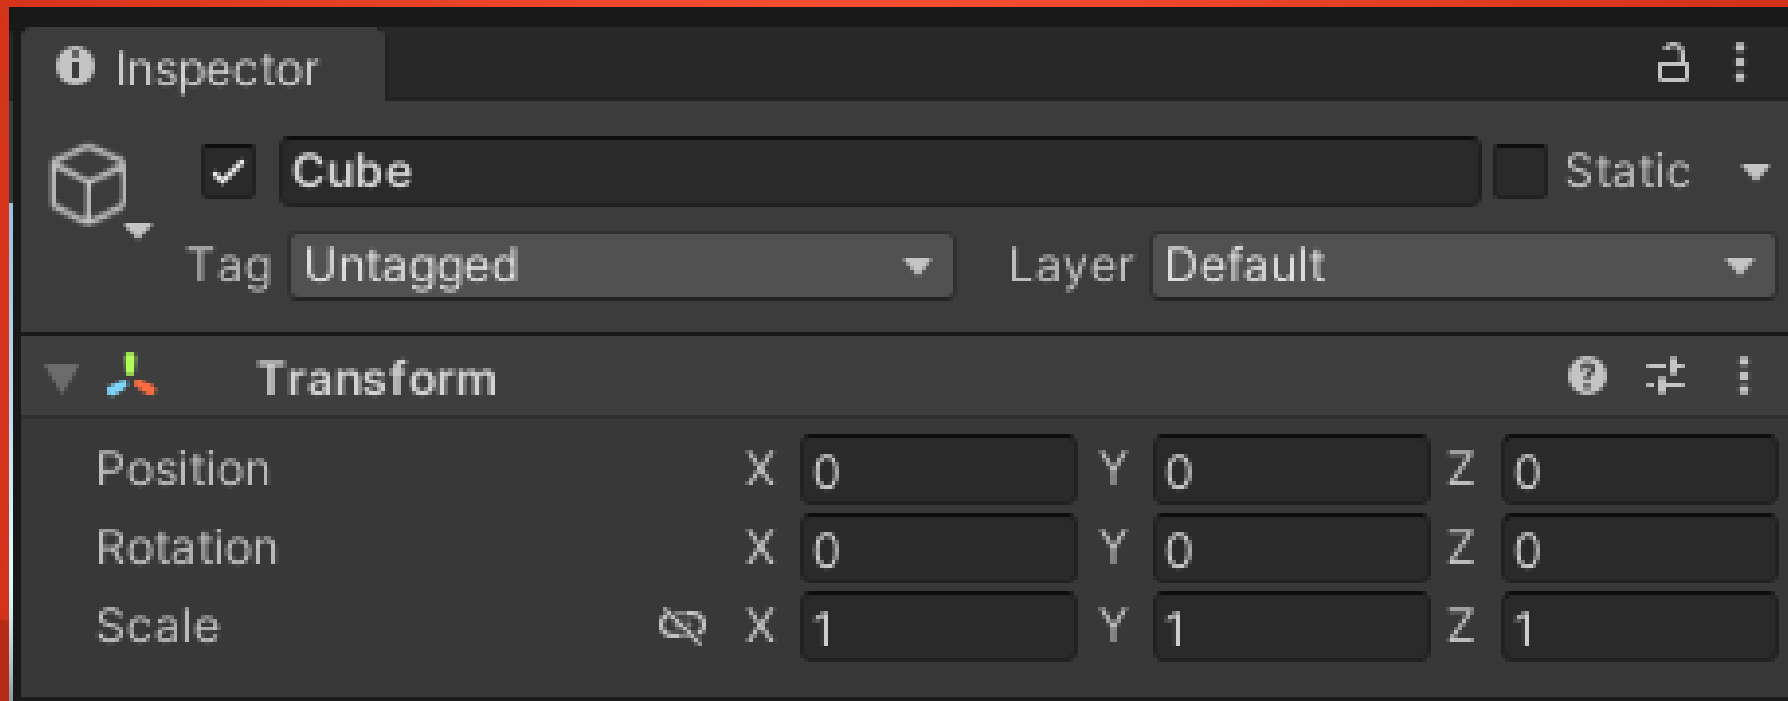 Inspector
Cube Static
Tag Untagged Layer Default
Transform
Position X 0 Y 0 Z 0
Rotation X 0 Y 0 Z 0
Scale X 1 Y 1 Z 1